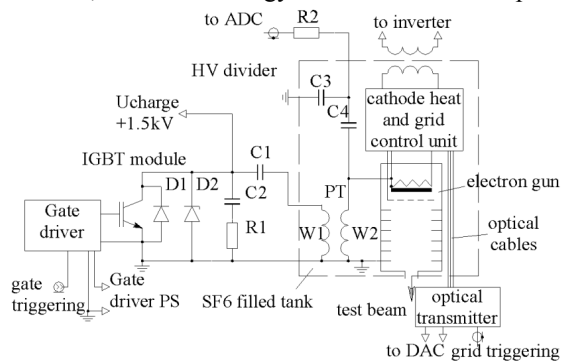 to ADC
R2
to inverter
HV divider
C3
C4
cathode heat
and grid
control unit
Ucharge
+1.5kV
IGBT module
C1
D1
D2
C2
PT
electron gun
Gate
driver
R1
W1
W2
optical
cables
gate
triggering
Gate
driver PS
SF6 filled tank
test beam
optical
transmitter
to DAC
grid triggering